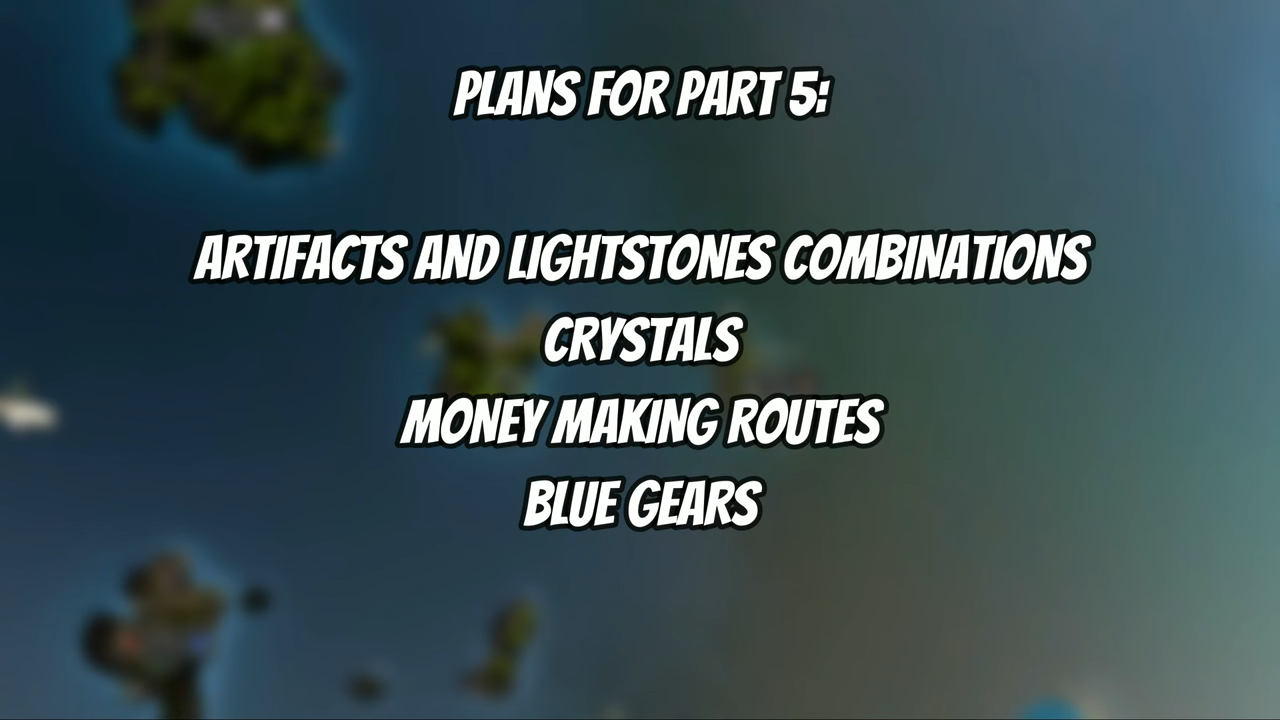 PLANS FOR PART 5:
ARTIFACTS AND LIGHTSTONES COMBINATIONS
CRYSTALS
MONEY MAKING ROUTES
BLUE GEARS